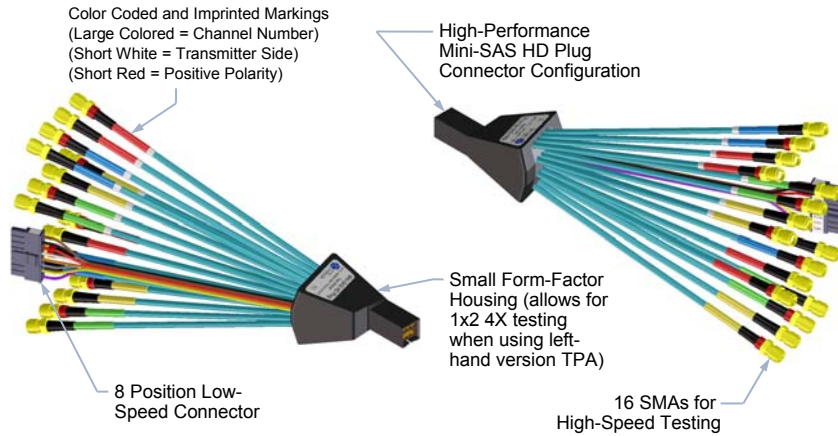 Color Coded and Imprinted Markings
(Large Colored = Channel Number)
(Short White = Transmitter Side)
(Short Red = Positive Polarity)
High-Performance
Mini-SAS HD Plug
Connector Configuration
Small Form-Factor
Housing (allows for
1x2 4X testing
when using left-
hand version TPA)
8 Position Low-
Speed Connector
16 SMAs for
High-Speed Testing